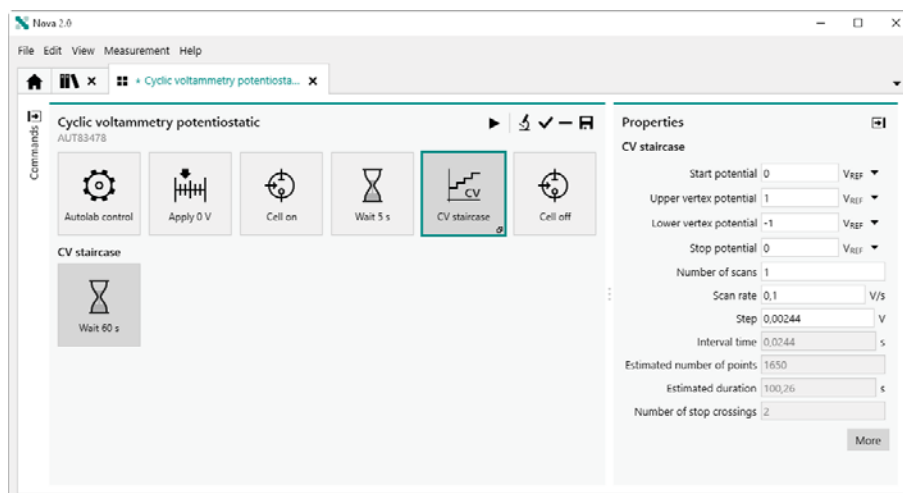 Nova 2.0
File Edit View Measurement Help
Cyclic voltammetry potentiosta...
Commands
Cyclic voltammetry potentiostatic
AUT83478
Autolab control
Apply 0 V
Cell on
Wait 5 s
CV
CV staircase
Cell off
CV staircase
Wait 60 s
Properties
CV staircase
Start potential 0 VREF
Upper vertex potential 1 VREF
Lower vertex potential -1 VREF
Stop potential 0 VREF
Number of scans 1
Scan rate 0,1 V/s
Step 0,00244 V
Interval time 0,0244 s
Estimated number of points 1650
Estimated duration 100,26 s
Number of stop crossings 2
More